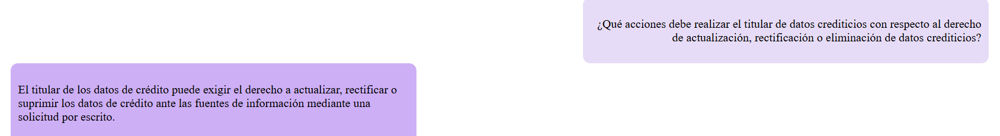 ¿Qué acciones debe realizar el titular de datos crediticios con respecto al derecho
de actualización, rectificación o eliminación de datos crediticios?
El titular de los datos de crédito puede exigir el derecho a actualizar, rectificar o
suprimir los datos de crédito ante las fuentes de información mediante una
solicitud por escrito.